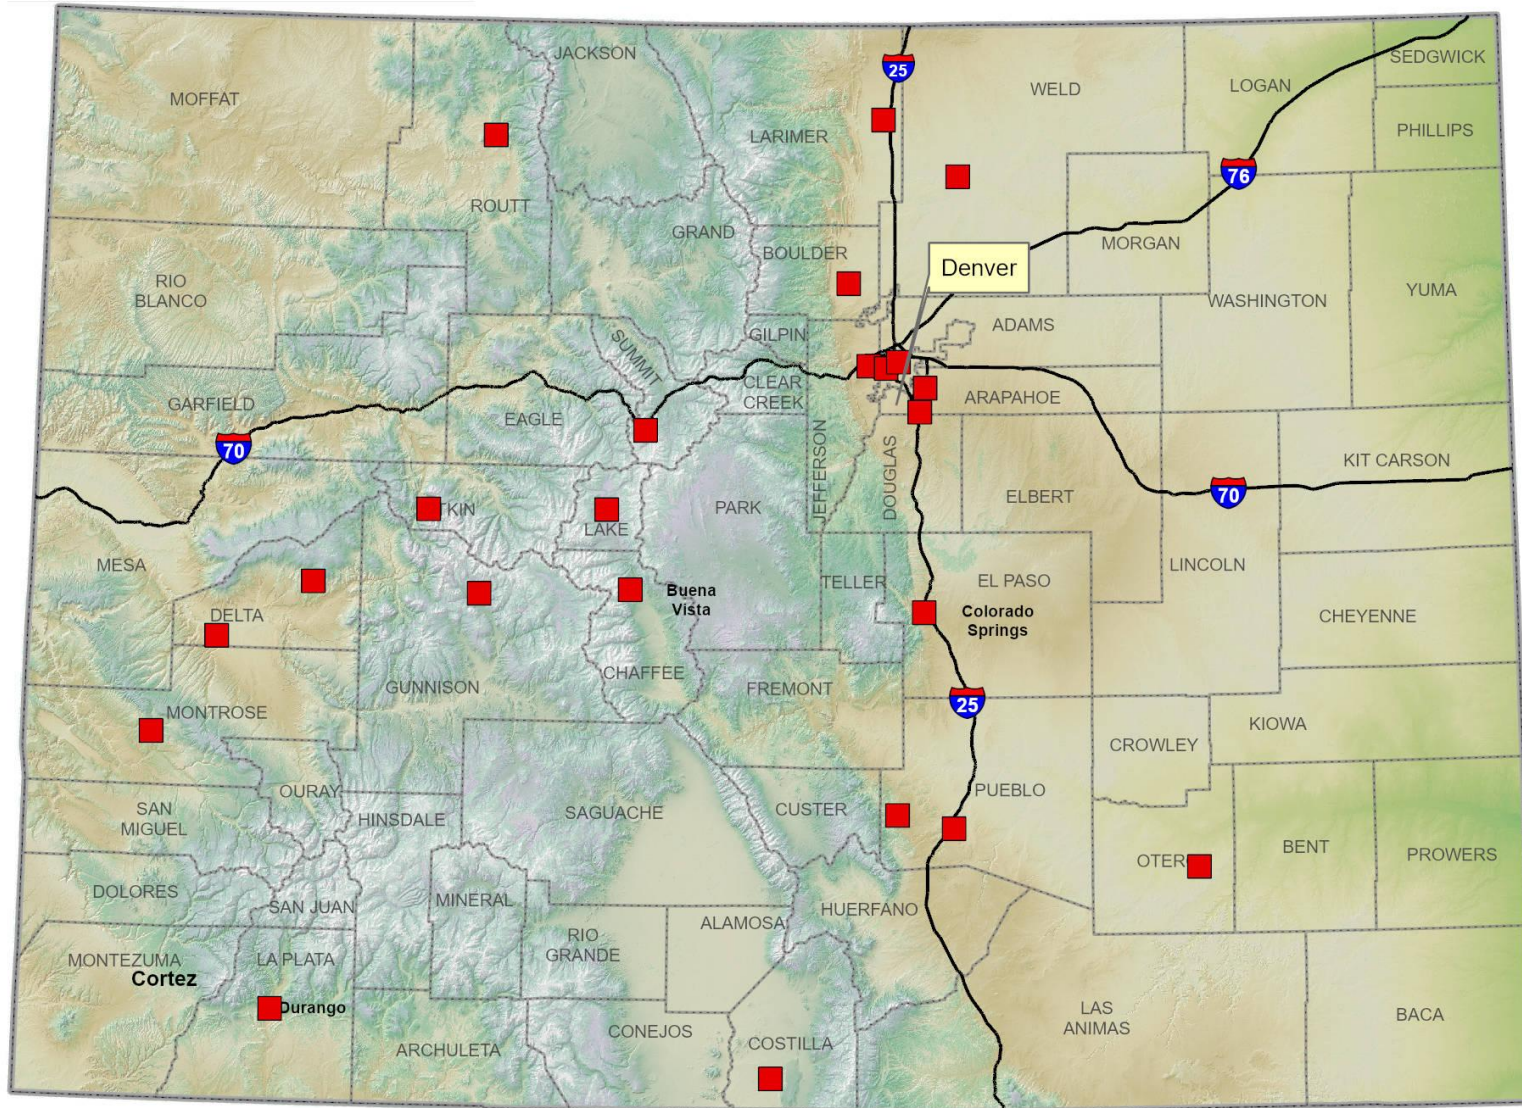 JACKSON
SEDGWICK
25
MOFFAT
WELD
LOGAN
LARIMER
PHILLIPS
76
ROUTT
GRAND
BOULDER
MORGAN
Denver
RIO
BLANCO
WASHINGTON
YUMA
GILPIN
ADAMS
SUMMIT
CLEAR
CREEK
GARFIELD
EAGLE
ARAPAHOE
70
JEFFERSON
DOUGLAS
KIT CARSON
70
ELBERT
TKIN
LAKE
PARK
MESA
LINCOLN
TELLER
EL PASO
Buena
Vista
Colorado
Springs
DELTA
CHEYENNE
CHAFFEE
GUNNISON
FREMONT
25
MONTROSE
KIOWA
CROWLEY
OURAY
PUEBLO
SAN
MIGUEL
HINSDALE
SAGUACHE
CUSTER
OTER
BENT
PROWERS
DOLORES
SAN JUAN
MINERAL
HUERFANO
ALAMOSA
RIO
GRANDE
MONTEZUMA
LA PLATA
Cortez
Durango
LAS
ANIMAS
BACA
CONEJOS
COSTILLA
ARCHULETA